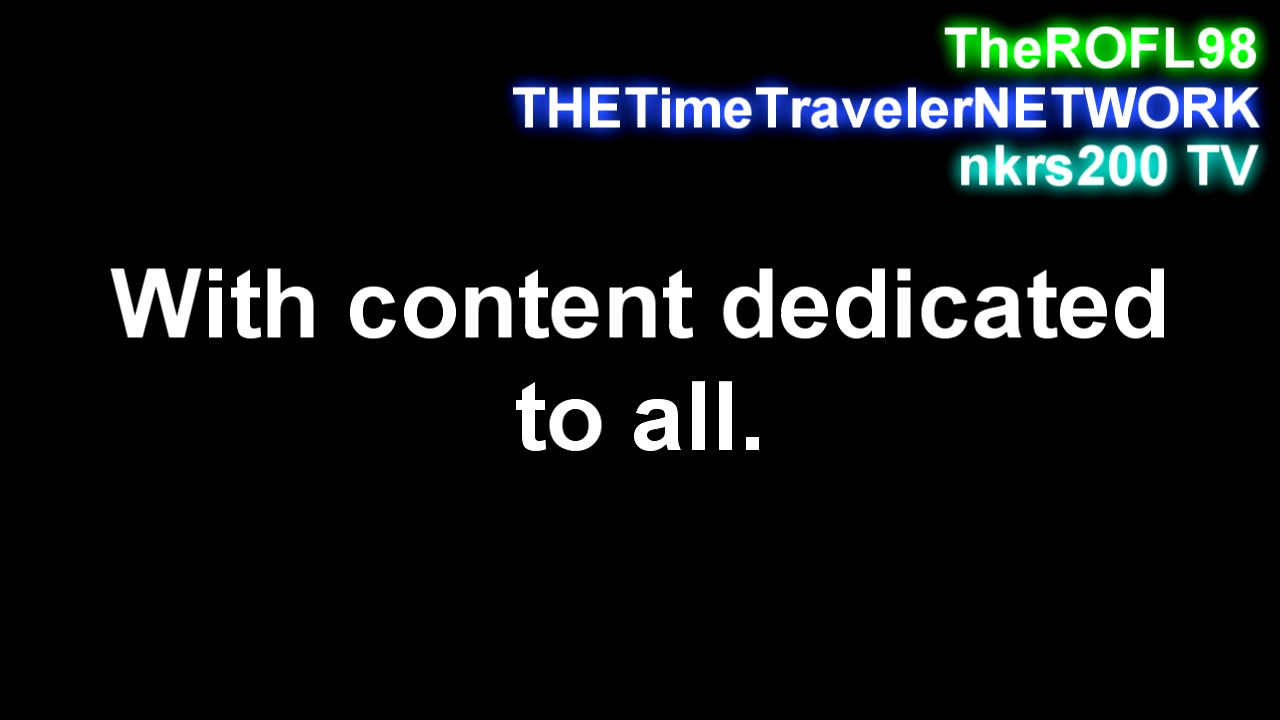 TheROFL98
THETimeTravelerNETWORK
nkrs200 TV
With content dedicated
to all.